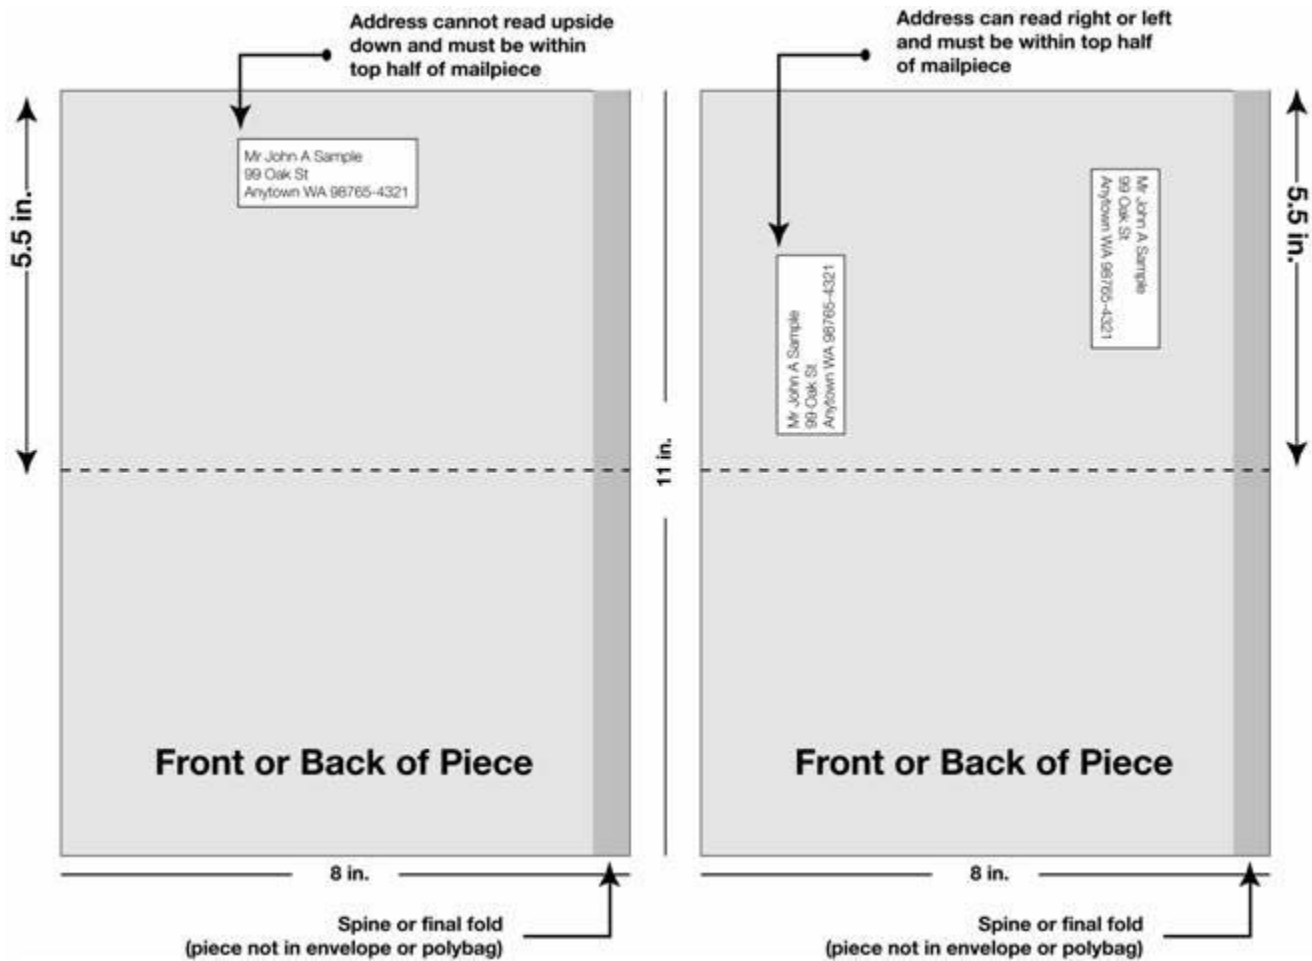 Address cannot read upside
down and must be within
top half of mailpiece
Mr John A Sample
99 Oak St
Anytown WA 98765-4321
5.5 in.
Front or Back of Piece
8 in.
Spine or final fold
(piece not in envelope or polybag)
11 in.
Address can read right or left
and must be within top half
of mailpiece
Mr John A Sample
99 Oak St
Anytown WA 98765-4321
Mr John A Sample
99 Oak St
Anytown WA 98765-4321
5.5 in.
Front or Back of Piece
8 in.
Spine or final fold
(piece not in envelope or polybag)